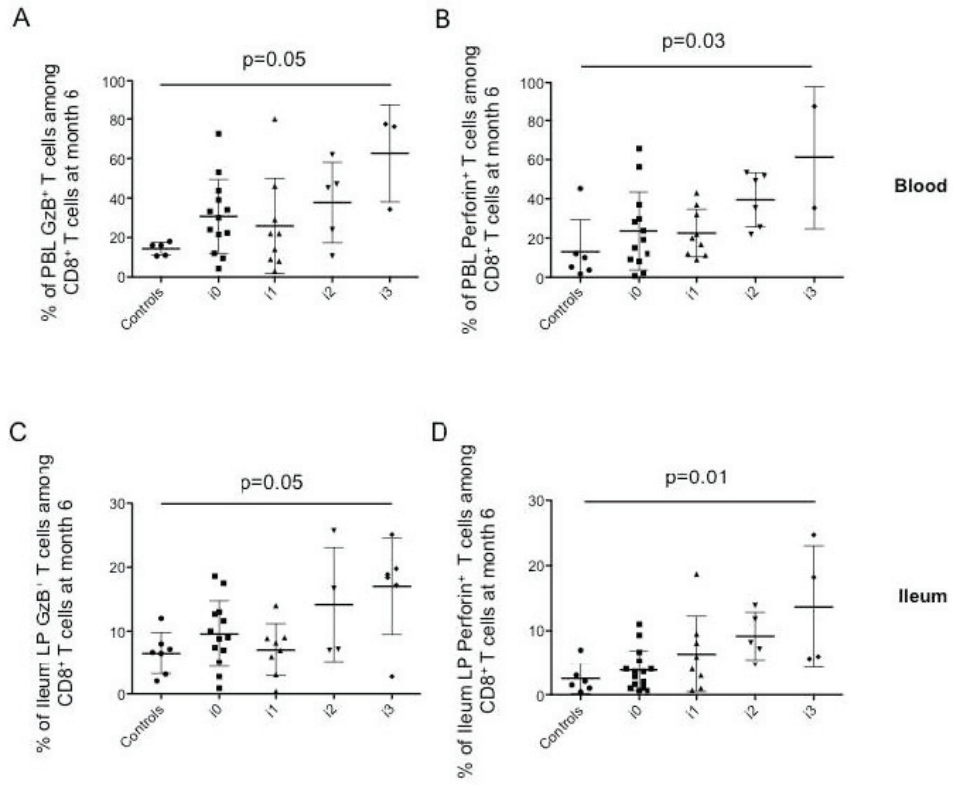 A
p=0.05
% of PBL GzB⁺ T cells among
CD8⁺ T cells at month 6
100
80
60
40
20
0
Controls
i0
i1
i2
i3
B
p=0.03
% of PBL Perforin⁺ T cells among
CD8⁺ T cells at month 6
100
80
60
40
20
0
Controls
i0
i1
i2
i3
Blood
C
p=0.05
% of Ileum LP GzB⁺ T cells among
CD8⁺ T cells at month 6
30
20
10
0
Controls
i0
i1
i2
i3
D
p=0.01
% of Ileum LP Perforin⁺ T cells among
CD8⁺ T cells at month 6
30
20
10
0
Controls
i0
i1
i2
i3
Ileum